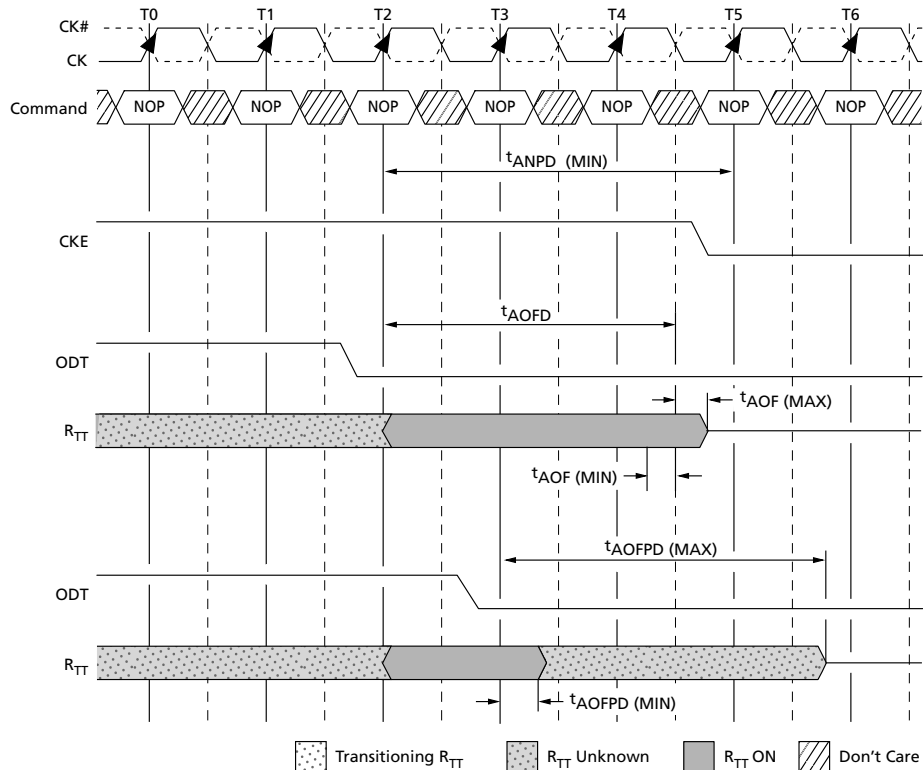 T0 T1 T2 T3 T4 T5 T6
CK#
CK
Command NOP NOP NOP NOP NOP NOP NOP
tANPD (MIN)
CKE
tAOFD
ODT
tAOF (MAX)
RTT
tAOF (MIN)
tAOFPD (MAX)
ODT
RTT
tAOFPD (MIN)
Transitioning RTT RTT Unknown RTT ON Don't Care